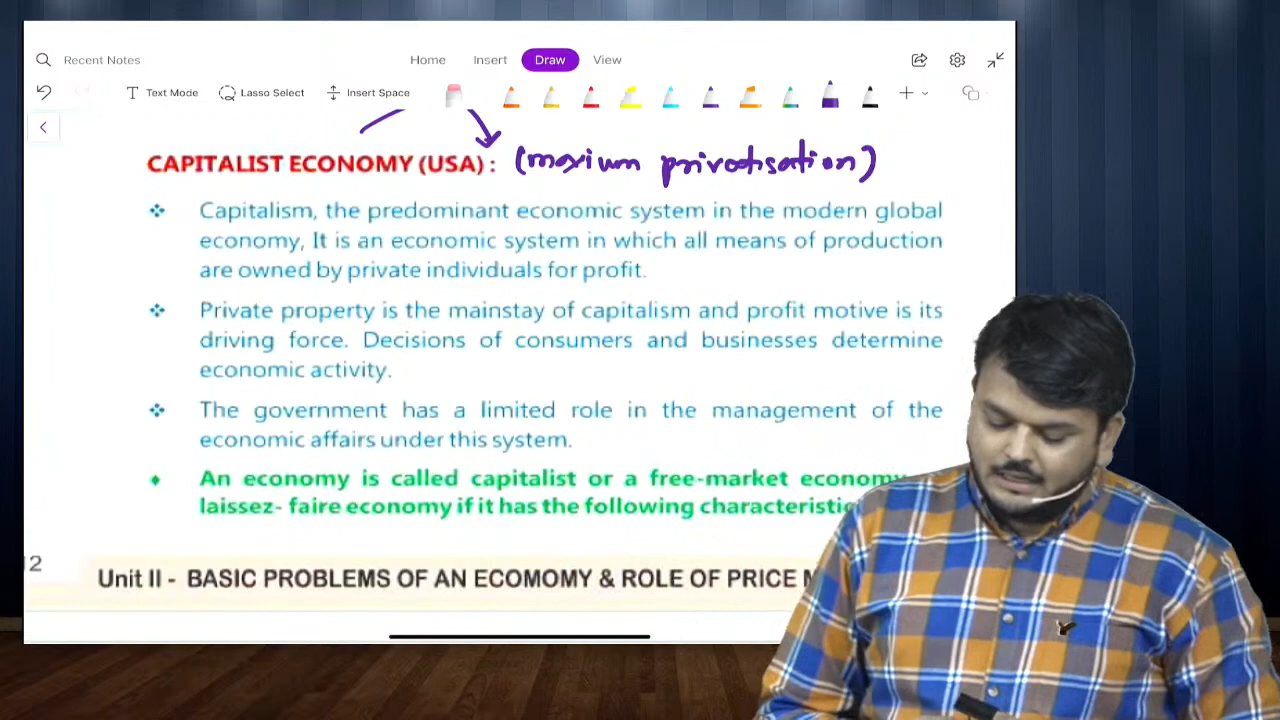 Recent Notes
Home Insert Draw View
Text Mode Lasso Select Insert Space
CAPITALIST ECONOMY (USA) : (maxium privatisation)
❖ Capitalism, the predominant economic system in the modern global
economy, It is an economic system in which all means of production
are owned by private individuals for profit.
❖ Private property is the mainstay of capitalism and profit motive is its
driving force. Decisions of consumers and businesses determine
economic activity.
❖ The government has a limited role in the management of the
economic affairs under this system.
♦ An economy is called capitalist or a free-market economy
laissez- faire economy if it has the following
12
Unit II - BASIC PROBLEMS OF AN ECOMOMY & ROLE OF PRICE